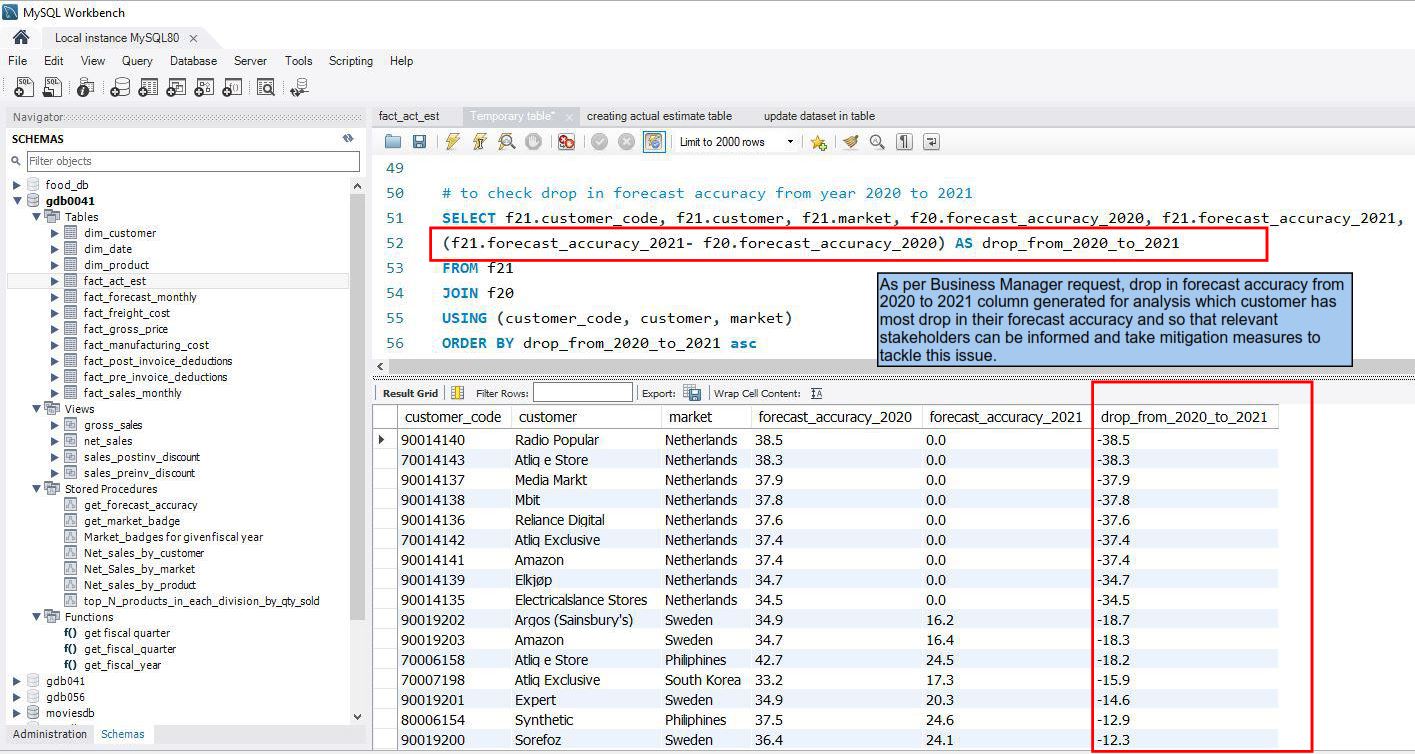 MySQL Workbench
Local instance MySQL80
File Edit View Query Database Server Tools Scripting Help
Navigator
SCHEMAS
Filter objects
food_db
gdb0041
Tables
dim_customer
dim_date
dim_product
fact_act_est
fact_forecast_monthly
fact_freight_cost
fact_gross_price
fact_manufacturing_cost
fact_post_invoice_deductions
fact_pre_invoice_deductions
fact_sales_monthly
Views
gross_sales
net_sales
sales_postinv_discount
sales_preinv_discount
Stored Procedures
get_forecast_accuracy
get_market_badge
Market_badges for givenfiscal year
Net_sales_by_customer
Net_Sales_by_market
Net_sales_by_product
top_N_products_in_each_division_by_qty_sold
Functions
f() get fiscal quarter
f() get_fiscal_quarter
f() get_fiscal_year
gdb041
gdb056
moviesdb
Administration Schemas
fact_act_est Temporary table* creating actual estimate table update dataset in table
Limit to 2000 rows
49
50 # to check drop in forecast accuracy from year 2020 to 2021
51 SELECT f21.customer_code, f21.customer, f21.market, f20.forecast_accuracy_2020, f21.forecast_accuracy_2021,
52 (f21.forecast_accuracy_2021- f20.forecast_accuracy_2020) AS drop_from_2020_to_2021
53 FROM f21
54 JOIN f20
55 USING (customer_code, customer, market)
56 ORDER BY drop_from_2020_to_2021 asc
As per Business Manager request, drop in forecast accuracy from
2020 to 2021 column generated for analysis which customer has
most drop in their forecast accuracy and so that relevant
stakeholders can be informed and take mitigation measures to
tackle this issue.
Result Grid Filter Rows: Export: Wrap Cell Content:
customer_code customer market forecast_accuracy_2020 forecast_accuracy_2021 drop_from_2020_to_2021
90014140 Radio Popular Netherlands 38.5 0.0 -38.5
70014143 Atliq e Store Netherlands 38.3 0.0 -38.3
90014137 Media Markt Netherlands 37.9 0.0 -37.9
90014138 Mbit Netherlands 37.8 0.0 -37.8
90014136 Reliance Digital Netherlands 37.6 0.0 -37.6
70014142 Atliq Exclusive Netherlands 37.4 0.0 -37.4
90014141 Amazon Netherlands 37.4 0.0 -37.4
90014139 Elkjøp Netherlands 34.7 0.0 -34.7
90014135 Electricalslance Stores Netherlands 34.5 0.0 -34.5
90019202 Argos (Sainsbury's) Sweden 34.9 16.2 -18.7
90019203 Amazon Sweden 34.7 16.4 -18.3
70006158 Atliq e Store Philiphines 42.7 24.5 -18.2
70007198 Atliq Exclusive South Korea 33.2 17.3 -15.9
90019201 Expert Sweden 34.9 20.3 -14.6
80006154 Synthetic Philiphines 37.5 24.6 -12.9
90019200 Sorefoz Sweden 36.4 24.1 -12.3